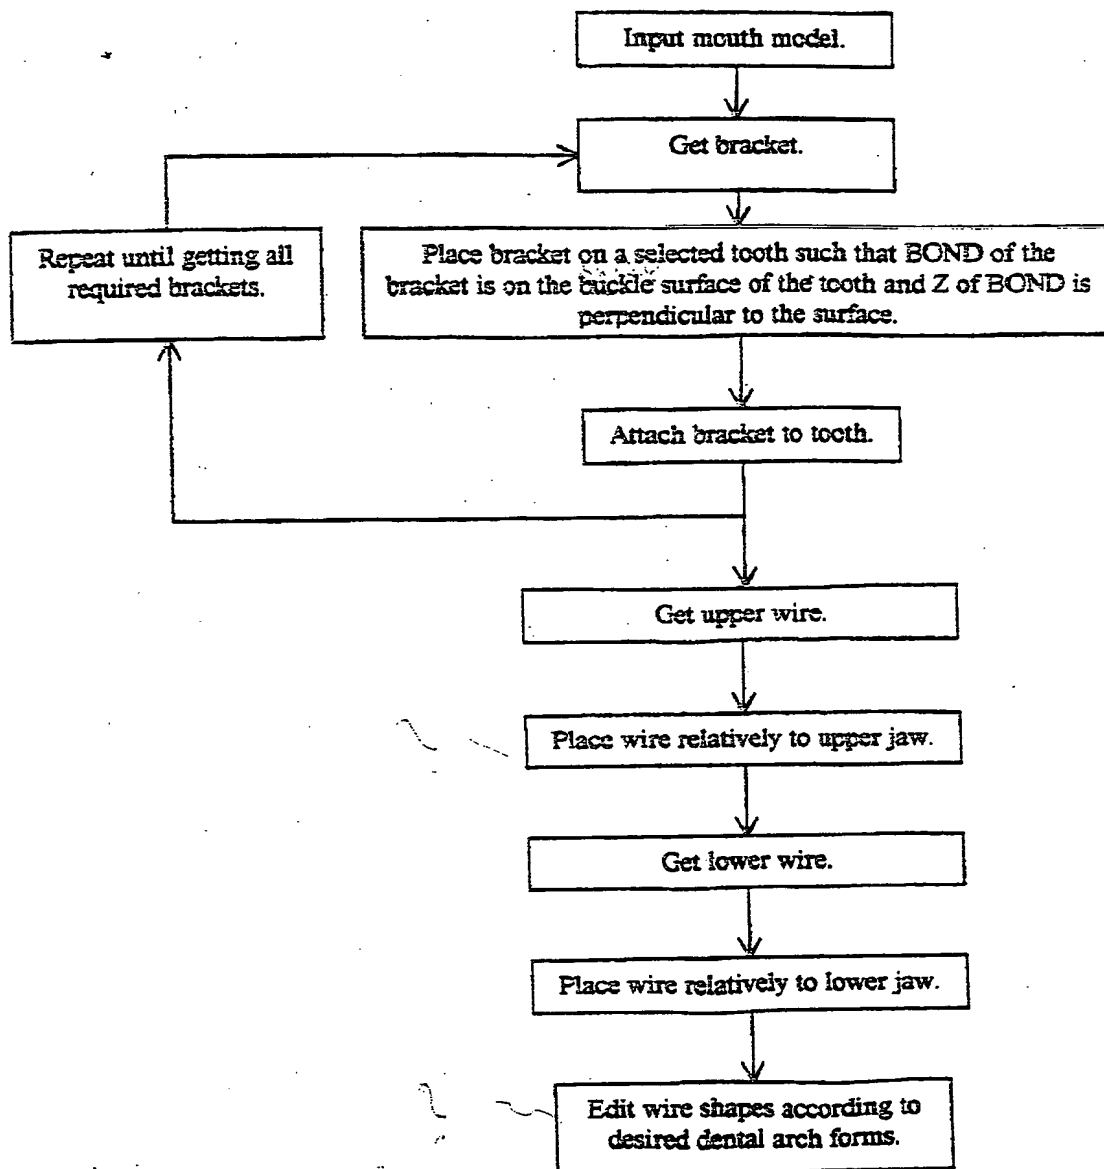 Input mouth model.
Get bracket.
Repeat until getting all
required brackets.
Place bracket on a selected tooth such that BOND of the
bracket is on the buckle surface of the tooth and Z of BOND is
perpendicular to the surface.
Attach bracket to tooth.
Get upper wire.
Place wire relatively to upper jaw.
Get lower wire.
Place wire relatively to lower jaw.
Edit wire shapes according to
desired dental arch forms.